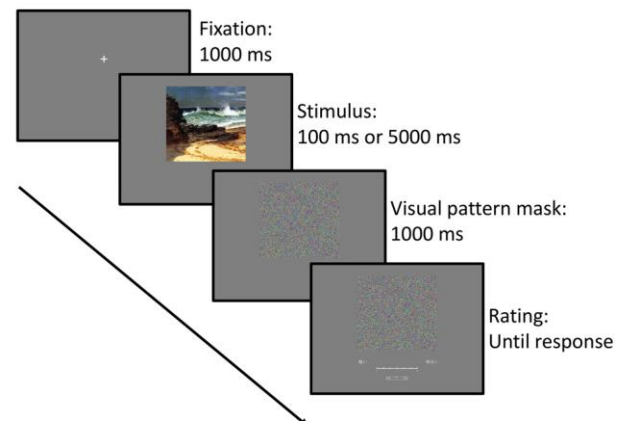 Fixation:
1000 ms
Stimulus:
100 ms or 5000 ms
Visual pattern mask:
1000 ms
Rating:
Until response